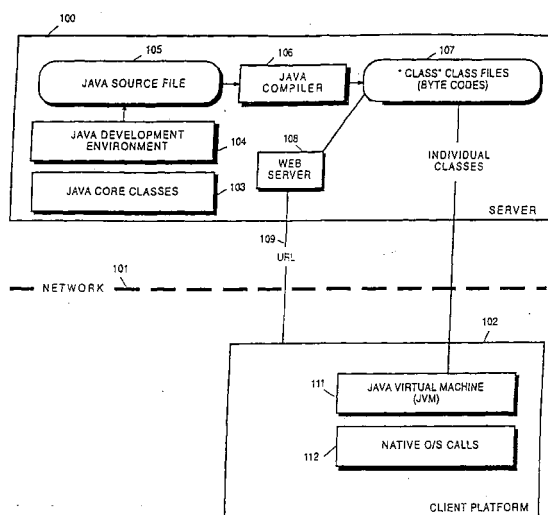 100
105
JAVA SOURCE FILE
106
JAVA
COMPILER
107
"CLASS" CLASS FILES
(BYTE CODES)
JAVA DEVELOPMENT
ENVIRONMENT
104
108
WEB
SERVER
INDIVIDUAL
CLASSES
JAVA CORE CLASSES
103
SERVER
109
URL
NETWORK
101
102
111
JAVA VIRTUAL MACHINE
(JVM)
112
NATIVE O/S CALLS
CLIENT PLATFORM